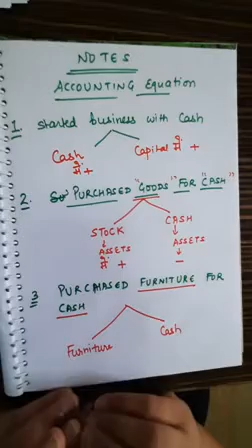 NOTES
ACCOUNTING Equation
1. Started Business with Cash
Cash में + Capital में +
2. PURCHASED "GOODS" FOR "CASH"
STOCK CASH
↓ ↓
ASSETS ASSETS
में + -
3 PURCHASED FURNITURE FOR
CASH
Furniture Cash